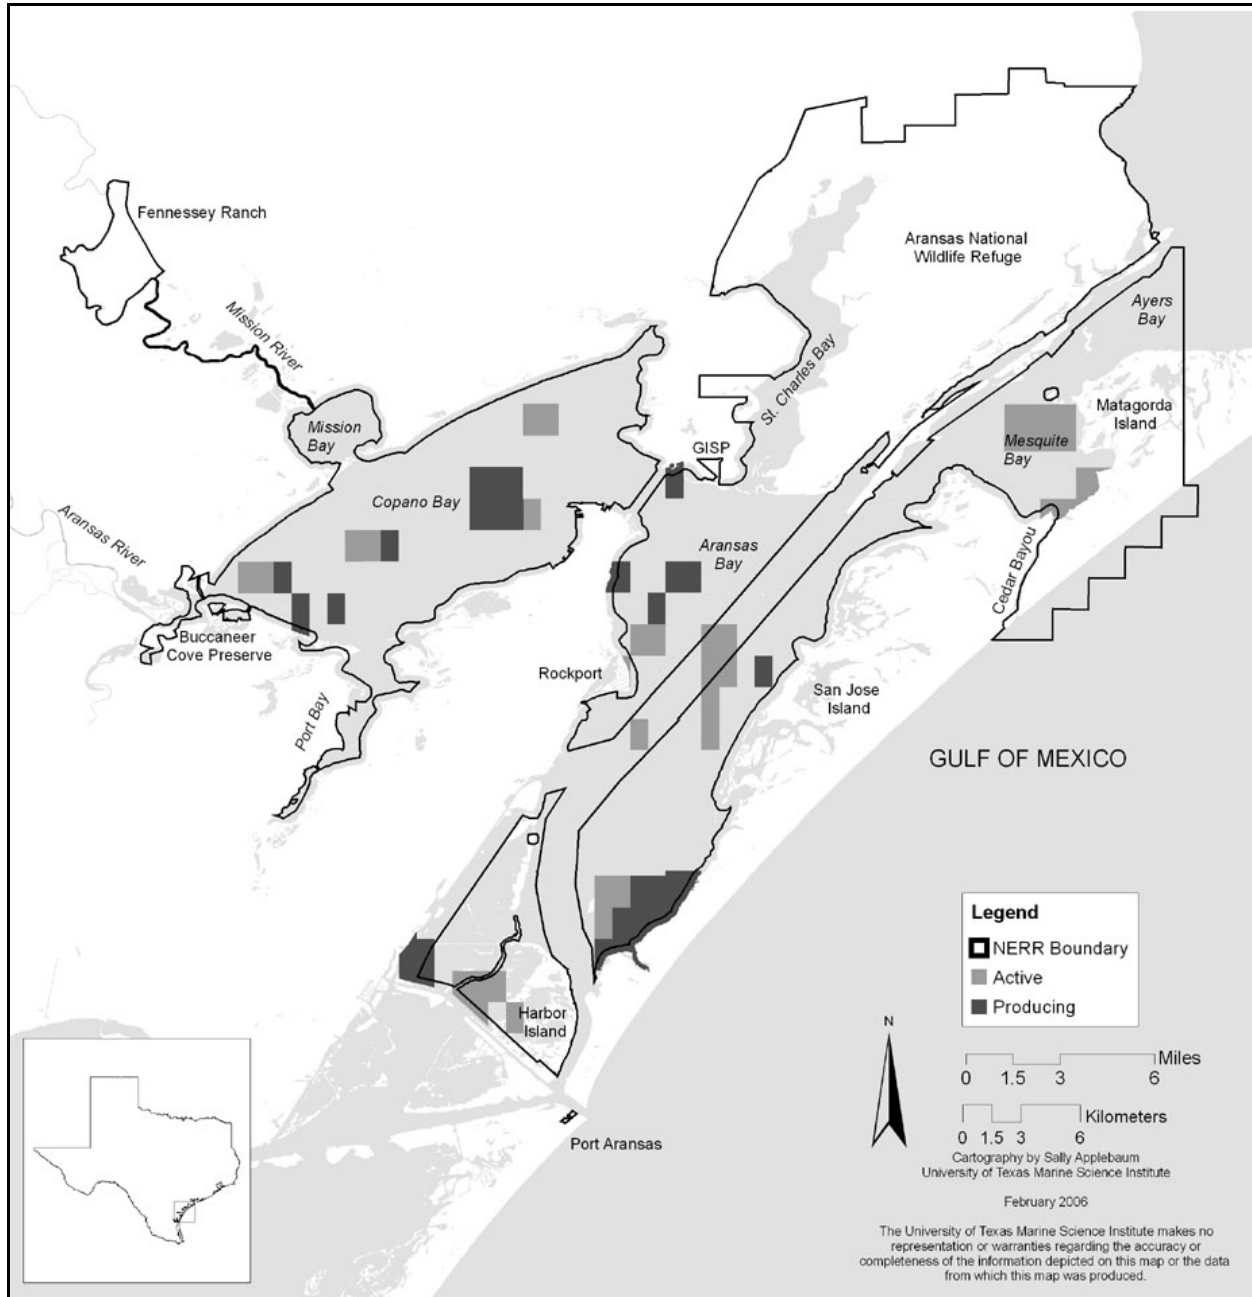 Fennessey Ranch
Aransas National
Wildlife Refuge
Ayers
Bay
Mission River
St. Charles Bay
Matagorda
Island
Mission
Bay
GISP
Mesquite
Bay
Copano Bay
Aransas River
Aransas
Bay
Cedar Bayou
Buccaneer
Cove Preserve
Rockport
San Jose
Island
Port Bay
GULF OF MEXICO
Legend
NERR Boundary
Active
Producing
Harbor
Island
N
Miles
0 1.5 3 6
Kilometers
0 1.5 3 6
Port Aransas
Cartography by Sally Applebaum
University of Texas Marine Science Institute
February 2006
The University of Texas Marine Science Institute makes no
representation or warranties regarding the accuracy or
completeness of the information depicted on this map or the data
from which this map was produced.